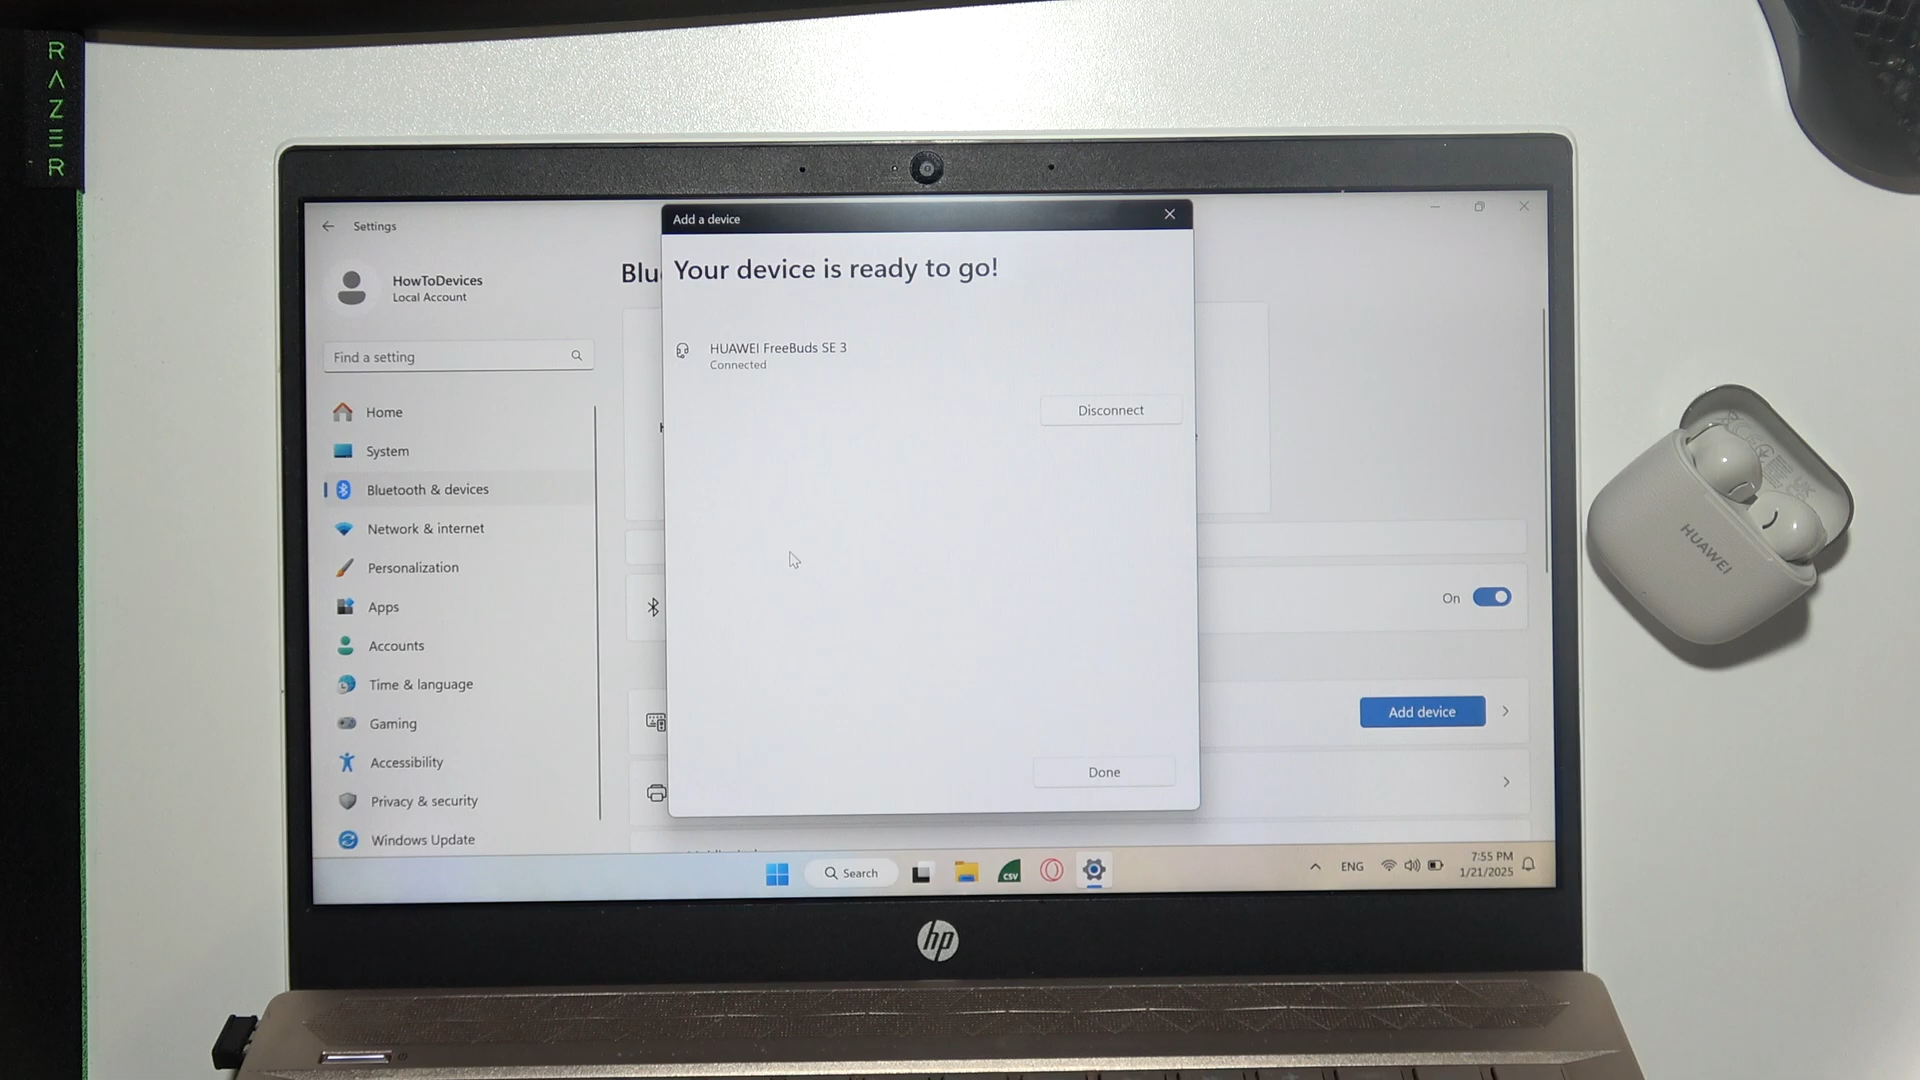 RAZER
Settings
HowToDevices
Local Account
Find a setting
Home
System
Bluetooth & devices
Network & internet
Personalization
Apps
Accounts
Time & language
Gaming
Accessibility
Privacy & security
Windows Update
Blu
Add a device
Your device is ready to go!
HUAWEI FreeBuds SE 3
Connected
Disconnect
Done
On
Add device
Search
CSV
ENG
7:55 PM
1/21/2025
hp
HUAWEI